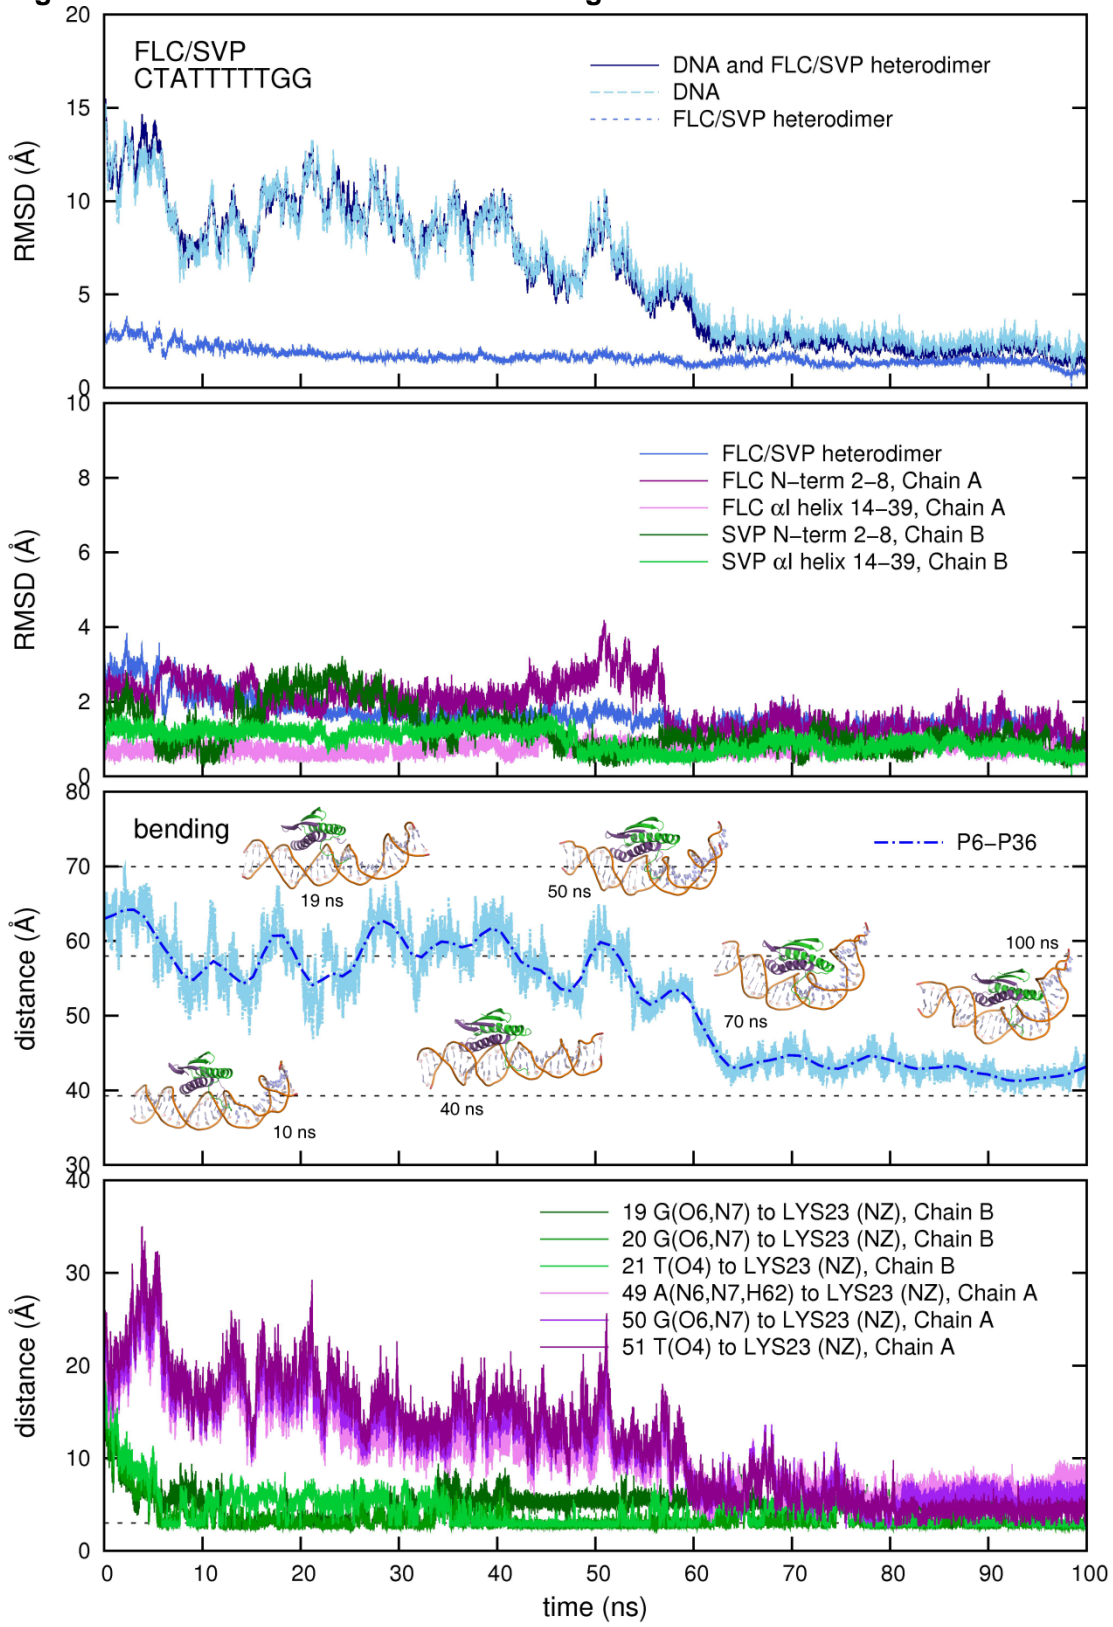 20
FLC/SVP
CTATTTTTGG
DNA and FLC/SVP heterodimer
DNA
FLC/SVP heterodimer
15
RMSD (Å)
10
5
0
10
FLC/SVP heterodimer
FLC N−term 2−8, Chain A
FLC αI helix 14−39, Chain A
SVP N−term 2−8, Chain B
SVP αI helix 14−39, Chain B
8
6
RMSD (Å)
4
2
0
80
bending
P6−P36
70
19 ns
50 ns
60
distance (Å)
100 ns
50
70 ns
40
40 ns
10 ns
30
40
19 G(O6,N7) to LYS23 (NZ), Chain B
20 G(O6,N7) to LYS23 (NZ), Chain B
21 T(O4) to LYS23 (NZ), Chain B
49 A(N6,N7,H62) to LYS23 (NZ), Chain A
50 G(O6,N7) to LYS23 (NZ), Chain A
51 T(O4) to LYS23 (NZ), Chain A
30
20
distance (Å)
10
0
0 10 20 30 40 50 60 70 80 90 100
time (ns)